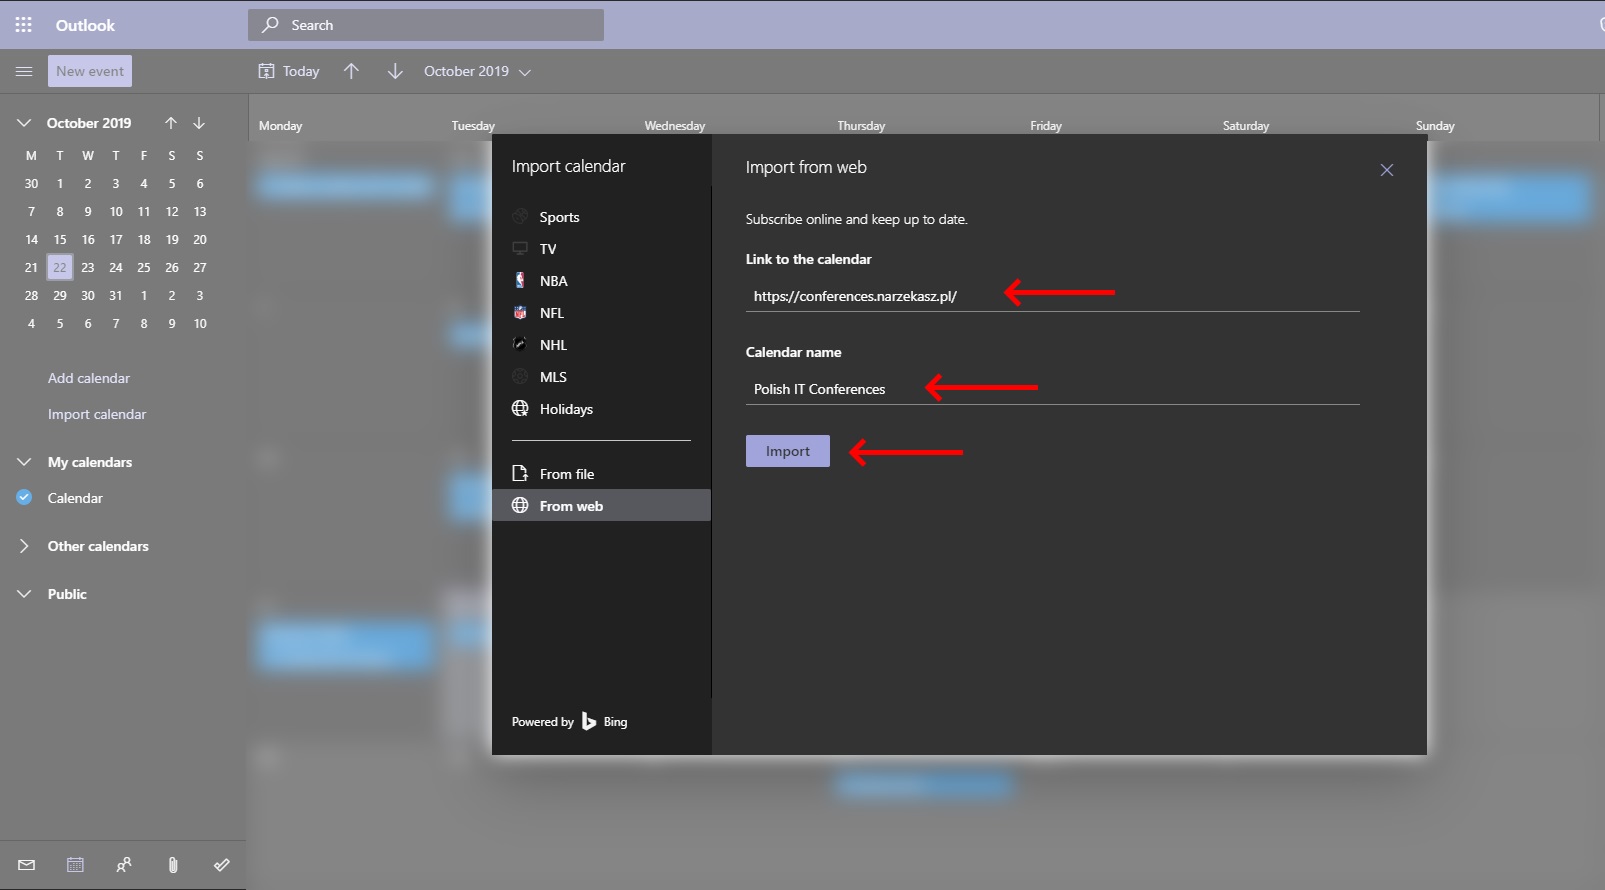 Outlook
Search
New event
Today
October 2019
October 2019
M T W T F S S
30 1 2 3 4 5 6
7 8 9 10 11 12 13
14 15 16 17 18 19 20
21 22 23 24 25 26 27
28 29 30 31 1 2 3
4 5 6 7 8 9 10
Add calendar
Import calendar
My calendars
Calendar
Other calendars
Public
Monday Tuesday Wednesday Thursday Friday Saturday Sunday
Import calendar
Sports
TV
NBA
NFL
NHL
MLS
Holidays
From file
From web
Powered by Bing
Import from web
Subscribe online and keep up to date.
Link to the calendar
https://conferences.narzekasz.pl/
Calendar name
Polish IT Conferences
Import